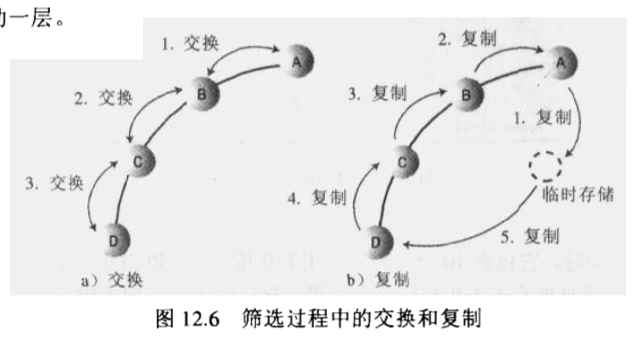 动一层。
1. 交换
A
2. 交换
B
3. 交换
C
D
a）交换
2. 复制
A
3. 复制
B
1. 复制
C
4. 复制
临时存储
D
5. 复制
b）复制
图 12.6 筛选过程中的交换和复制